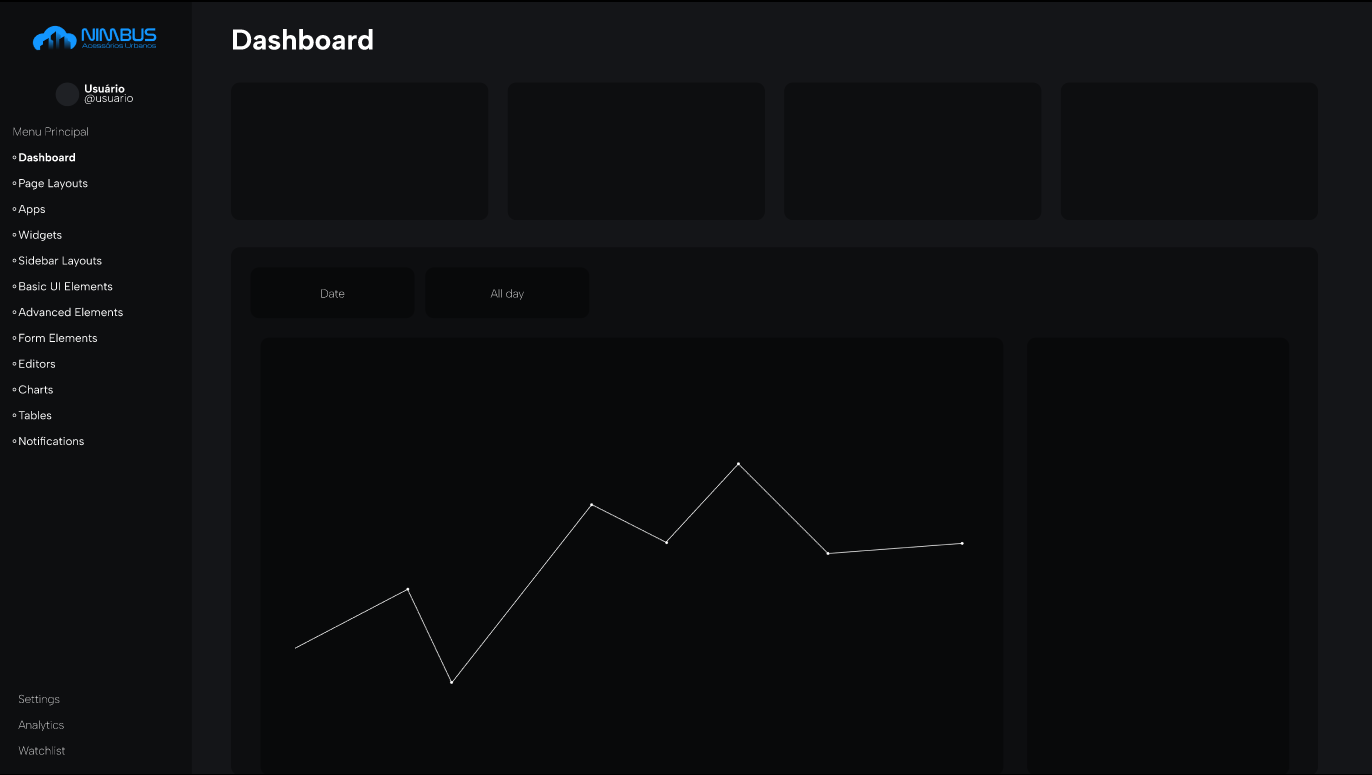 NIMBUS
Acessórios Urbanos
Usuário
@usuario
Menu Principal
Dashboard
Page Layouts
Apps
Widgets
Sidebar Layouts
Basic UI Elements
Advanced Elements
Form Elements
Editors
Charts
Tables
Notifications
Settings
Analytics
Watchlist
Dashboard
Date
All day